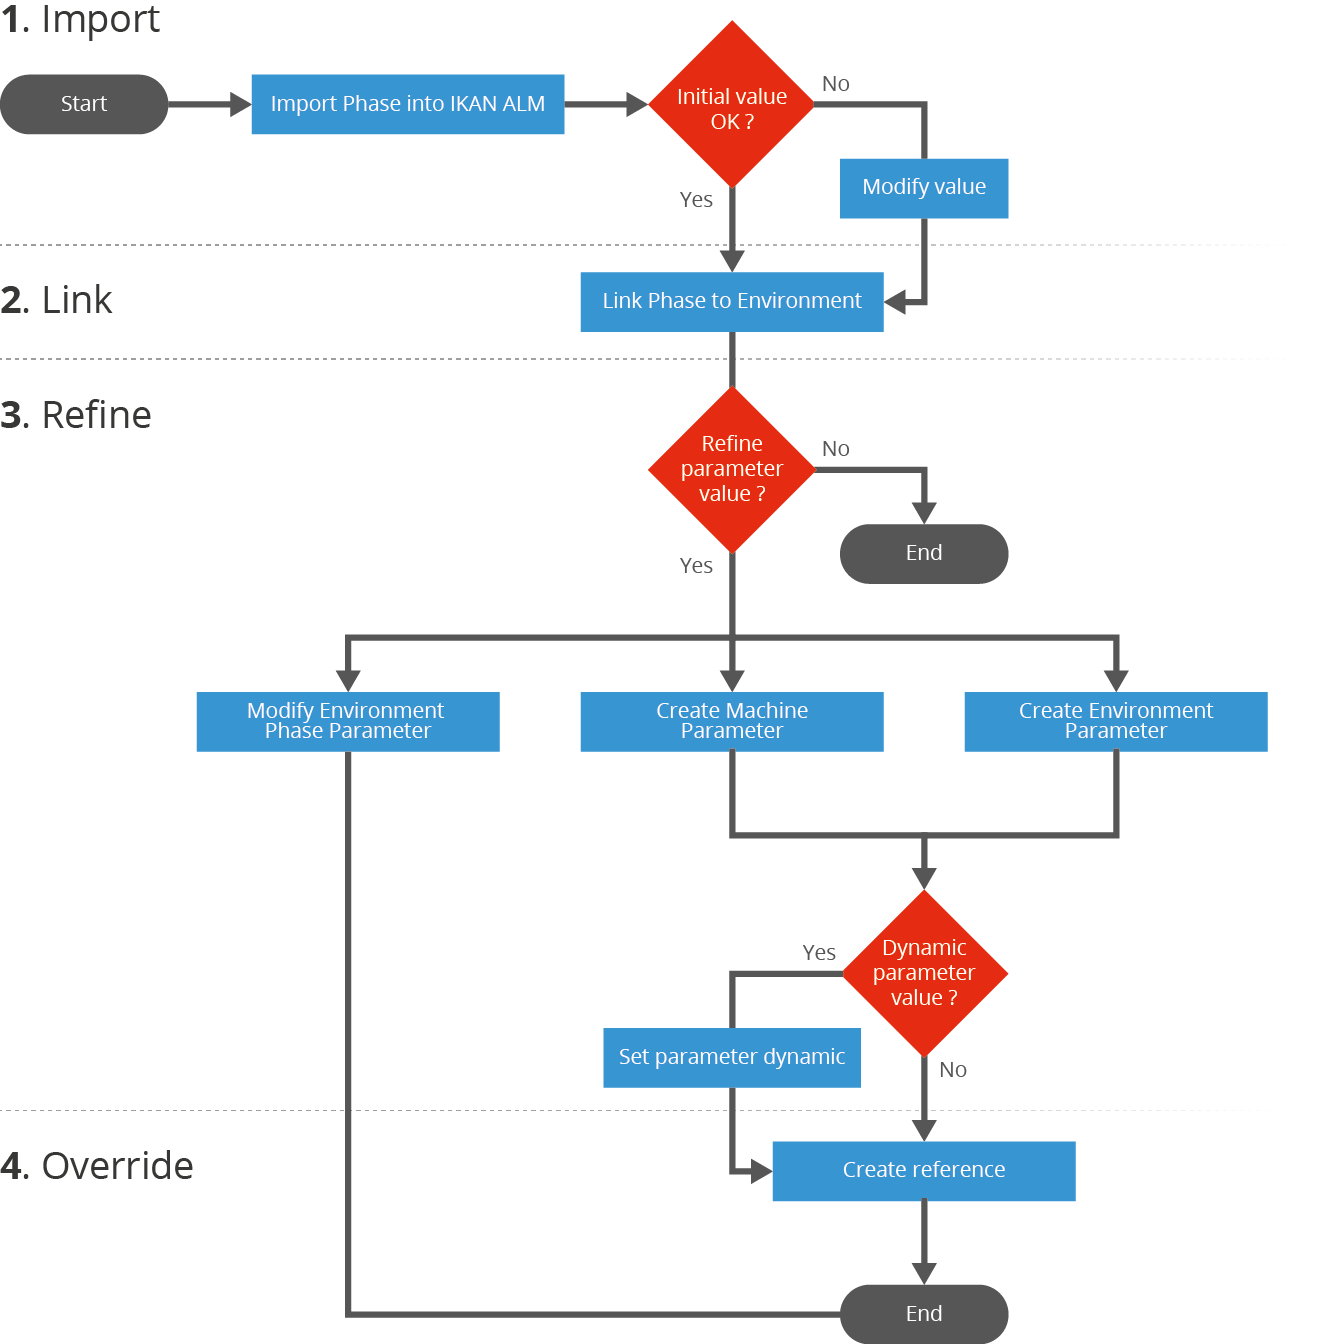 1. Import
Start
Import Phase into IKAN ALM
Initial value
OK ?
No
Yes
Modify value
2. Link
Link Phase to Environment
3. Refine
Refine
parameter
value ?
No
End
Yes
Modify Environment
Phase Parameter
Create Machine
Parameter
Create Environment
Parameter
Dynamic
parameter
value ?
Yes
Set parameter dynamic
No
4. Override
Create reference
End